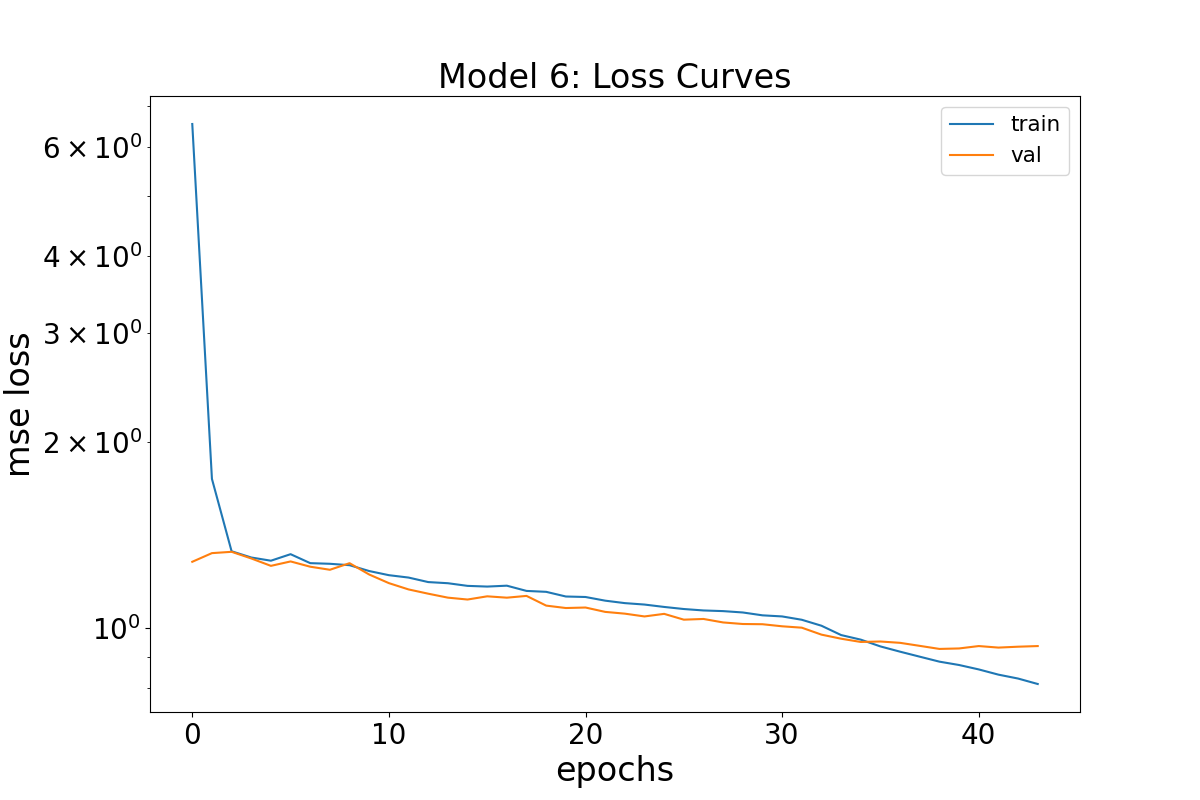 Model 6: Loss Curves
train
val
6 × 10⁰
4 × 10⁰
3 × 10⁰
2 × 10⁰
10⁰
mse loss
0 10 20 30 40
epochs